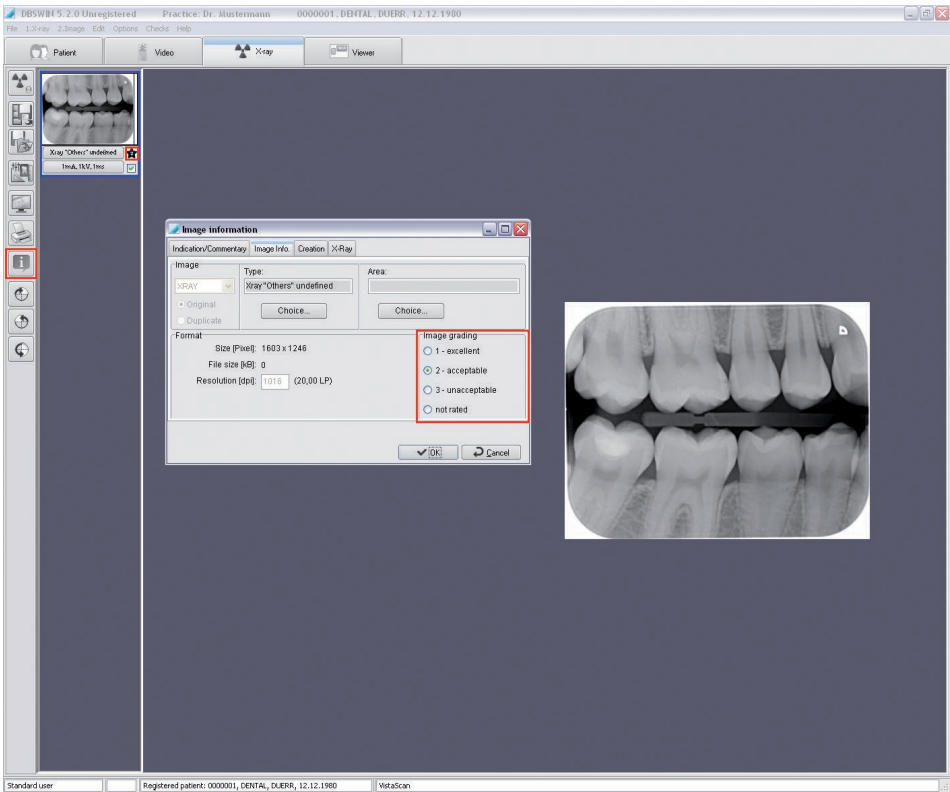 DBSWIN 5.2.0 Unregistered Practice: Dr. Mustermann 0000001, DENTAL, DUERR, 12.12.1980
File 1.X-ray 2.Image Edit Options Checks Help
Patient Video X-ray Viewer
Xray "Others" undefined
1mA, 1kV, 1ms
Image information
Indication/Commentary Image Info. Creation X-Ray
Image Type: Area:
XRAY Xray "Others" undefined
Original
Duplicate
Choice... Choice...
Format Image grading
Size [Pixel]: 1603 x 1246 1 - excellent
File size [kB]: 0 2 - acceptable
Resolution [dpi]: 1016 (20,00 LP) 3 - unacceptable
not rated
OK Cancel
Standard user Registered patient: 0000001, DENTAL, DUERR, 12.12.1980 VistaScan